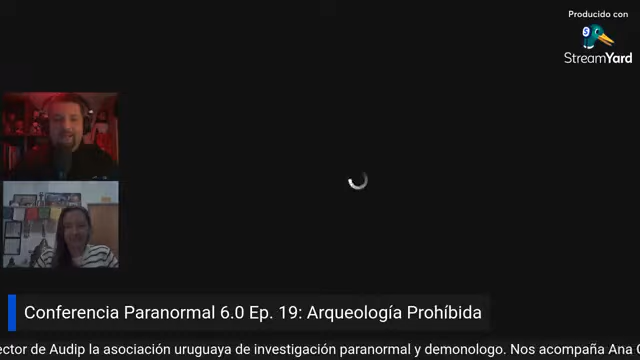 Producido con
StreamYard
Conferencia Paranormal 6.0 Ep. 19: Arqueología Prohíbida
ector de Audip la asociación uruguaya de investigación paranormal y demonologo. Nos acompaña Ana